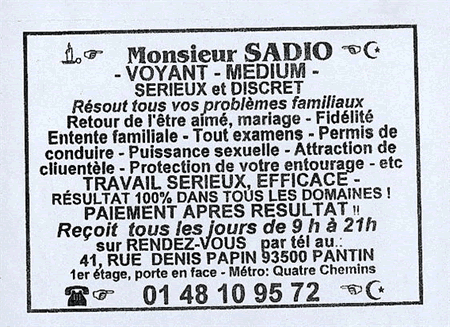 Monsieur SADIO
- VOYANT - MEDIUM -
SERIEUX et DISCRET
Résout tous vos problèmes familiaux
Retour de l'être aimé, mariage - Fidélité
Entente familiale - Tout examens - Permis de
conduire - Puissance sexuelle - Attraction de
cliuentèle - Protection de votre entourage - etc
TRAVAIL SERIEUX, EFFICACE -
RÉSULTAT 100% DANS TOUS LES DOMAINES !
PAIEMENT APRES RESULTAT !!
Reçoit tous les jours de 9 h à 21h
sur RENDEZ-VOUS par tél au.:
41, RUE DENIS PAPIN 93500 PANTIN
1er étage, porte en face - Métro: Quatre Chemins
01 48 10 95 72